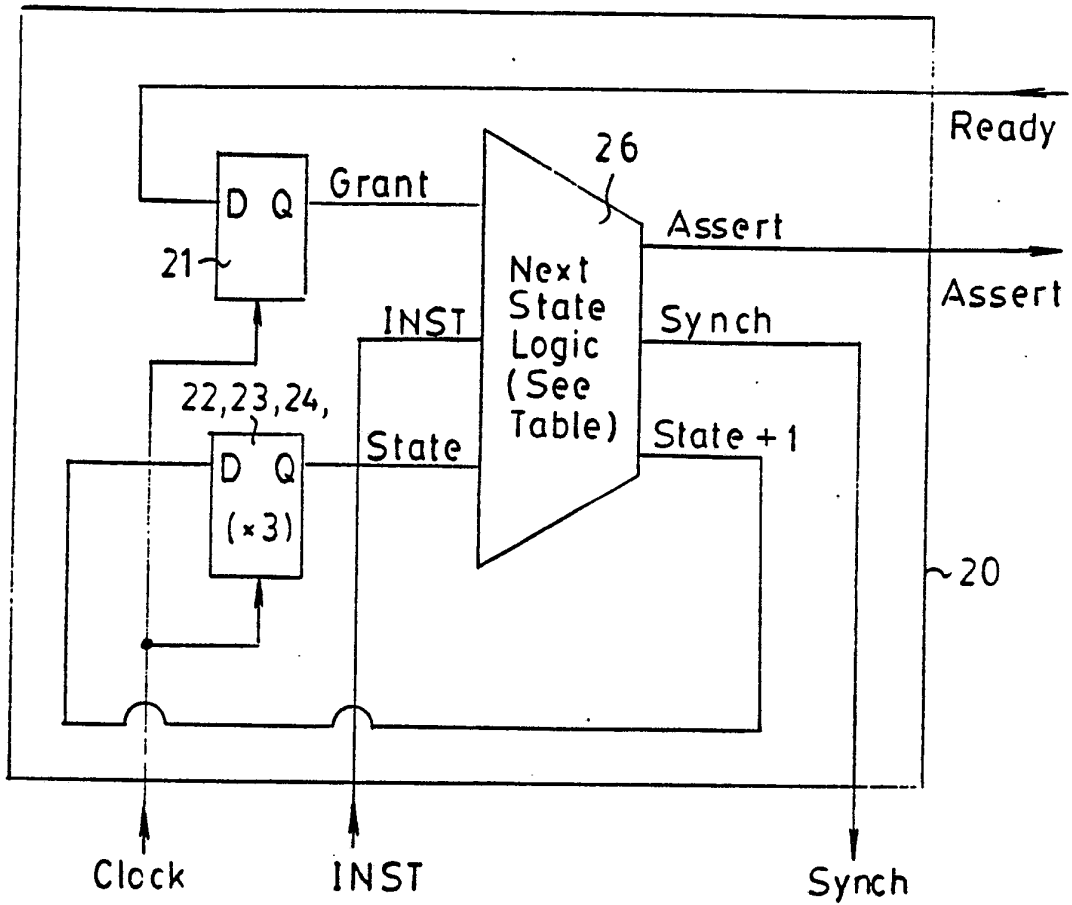 Ready
26
D Q
Grant
Assert
21
Assert
Next
State
Logic
(See
Table)
INST
Synch
22,23,24,
State
State + 1
D Q
(×3)
20
Clock
INST
Synch